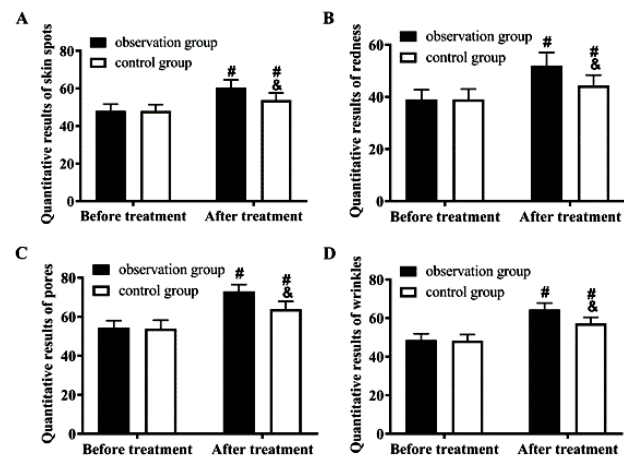 A
Quantitative results of skin spots
80
60
40
20
0
observation group
control group
#
#
&
Before treatment
After treatment
B
Quantitative results of redness
60
40
20
0
observation group
control group
#
#
&
Before treatment
After treatment
C
Quantitative results of pores
80
60
40
20
0
observation group
control group
#
#
&
Before treatment
After treatment
D
Quantitative results of wrinkles
80
60
40
20
0
observation group
control group
#
#
&
Before treatment
After treatment